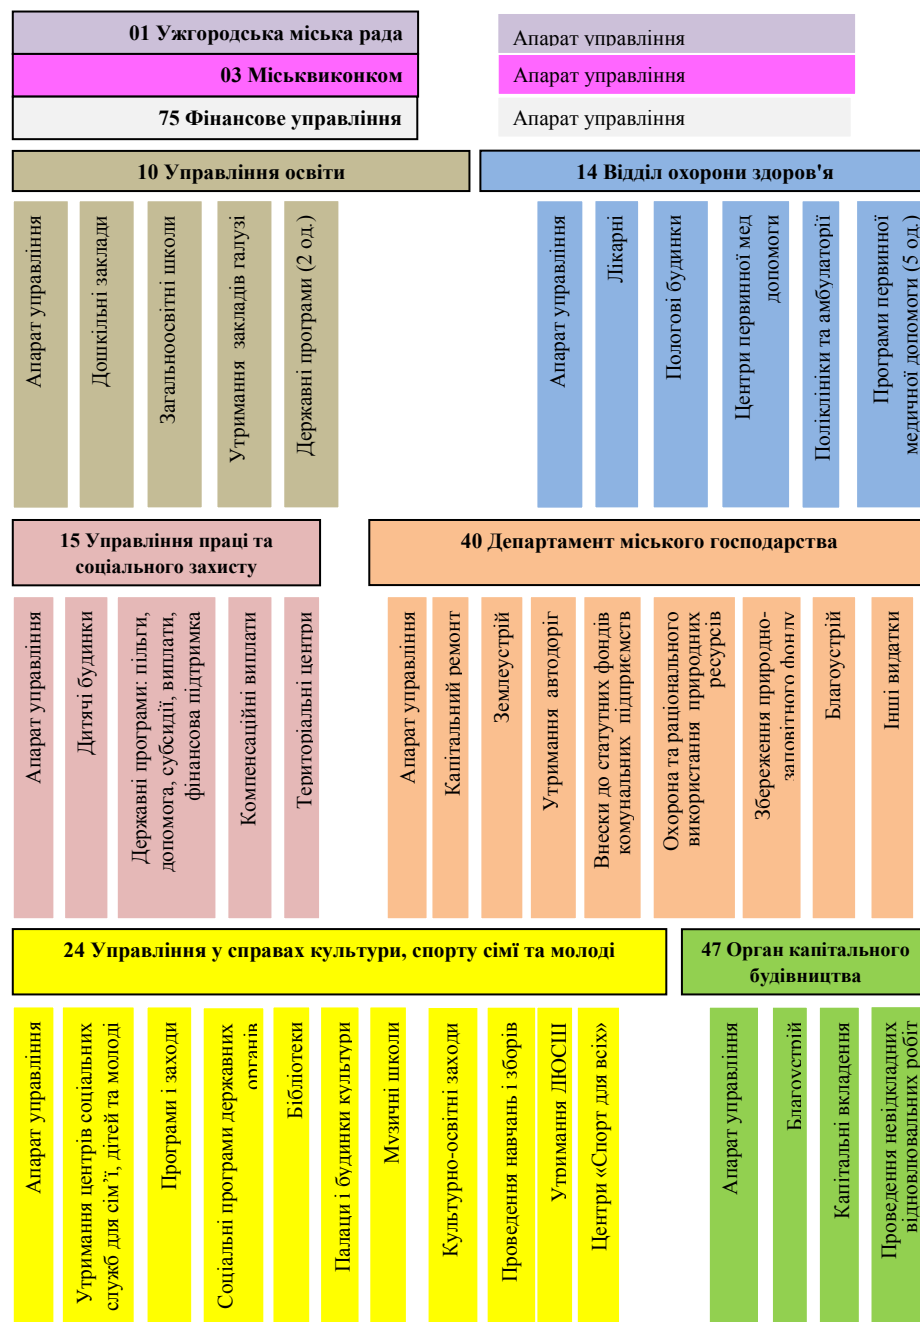 01 Ужгородська міська рада
Апарат управління
03 Міськвиконком
Апарат управління
75 Фінансове управління
Апарат управління
10 Управління освіти
14 Відділ охорони здоров'я
Апарат управління
Дошкільні заклади
Загальноосвітні школи
Утримання закладів галузі
Державні програми (2 од.)
Апарат управління
Лікарні
Пологові будинки
Центри первинної мед
допомоги
Поліклініки та амбулаторії
Програми первинної
медичної допомоги (5 од.)
15 Управління праці та
соціального захисту
40 Департамент міського господарства
Апарат управління
Дитячі будинки
Державні програми: пільги,
допомога, субсидії, виплати,
фінансова підтримка
Компенсаційні виплати
Територіальні центри
Апарат управління
Капітальний ремонт
Землеустрій
Утримання автодоріг
Внески до статутних фондів
комунальних підприємств
Охорона та раціонального
використання природних
ресурсів
Збереження природно-
заповітного фонду
Благоустрій
Інші видатки
24 Управління у справах культури, спорту сімї та молоді
47 Орган капітального
будівництва
Апарат управління
Утримання центрів соціальних
служб для сім’ї, дітей та молоді
Програми і заходи
Соціальні програми державних
органів
Бібліотеки
Палаци і будинки культури
Музичні школи
Культурно-освітні заходи
Проведення навчань і зборів
Утримання ДЮСШ
Центри «Спорт для всіх»
Апарат управління
Благоустрій
Капітальні вкладення
Проведення невідкладних
відновлювальних робіт